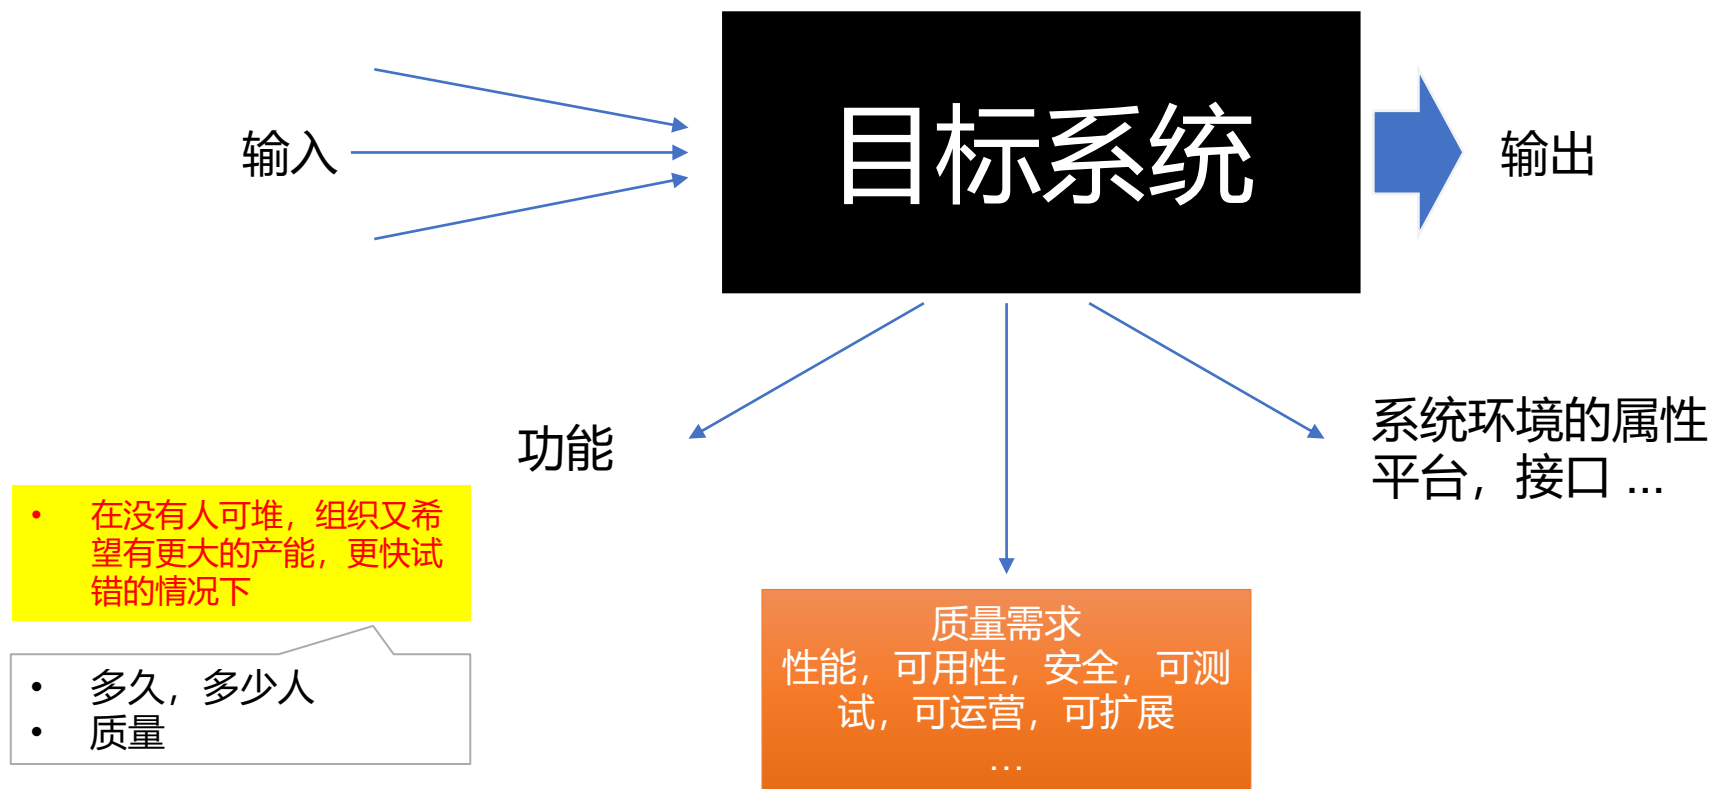 目标系统
输入
输出
功能
系统环境的属性
平台，接口 ...
• 在没有人可堆，组织又希
望有更大的产能，更快试
错的情况下
• 多久，多少人
• 质量
质量需求
性能，可用性，安全，可测
试，可运营，可扩展
...